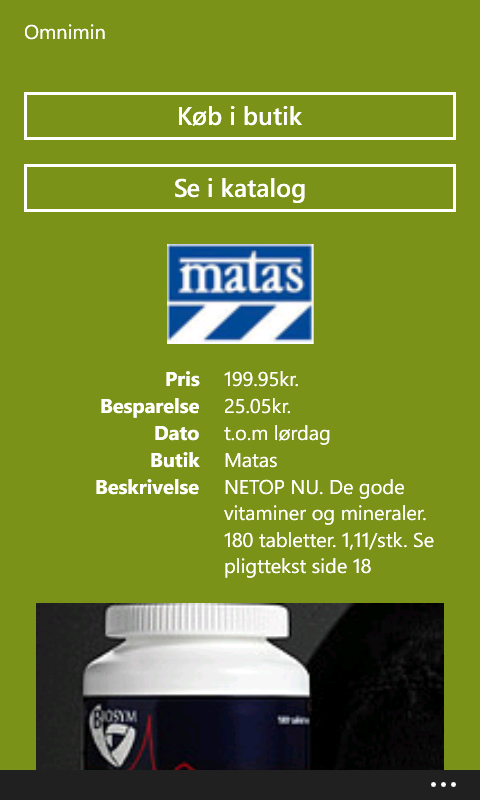 Omnimin
Køb i butik
Se i katalog
matas
Pris 199.95kr.
Besparelse 25.05kr.
Dato t.o.m lørdag
Butik Matas
Beskrivelse NETOP NU. De gode
vitaminer og mineraler.
180 tabletter. 1,11/stk. Se
pligttekst side 18
BIOSYM